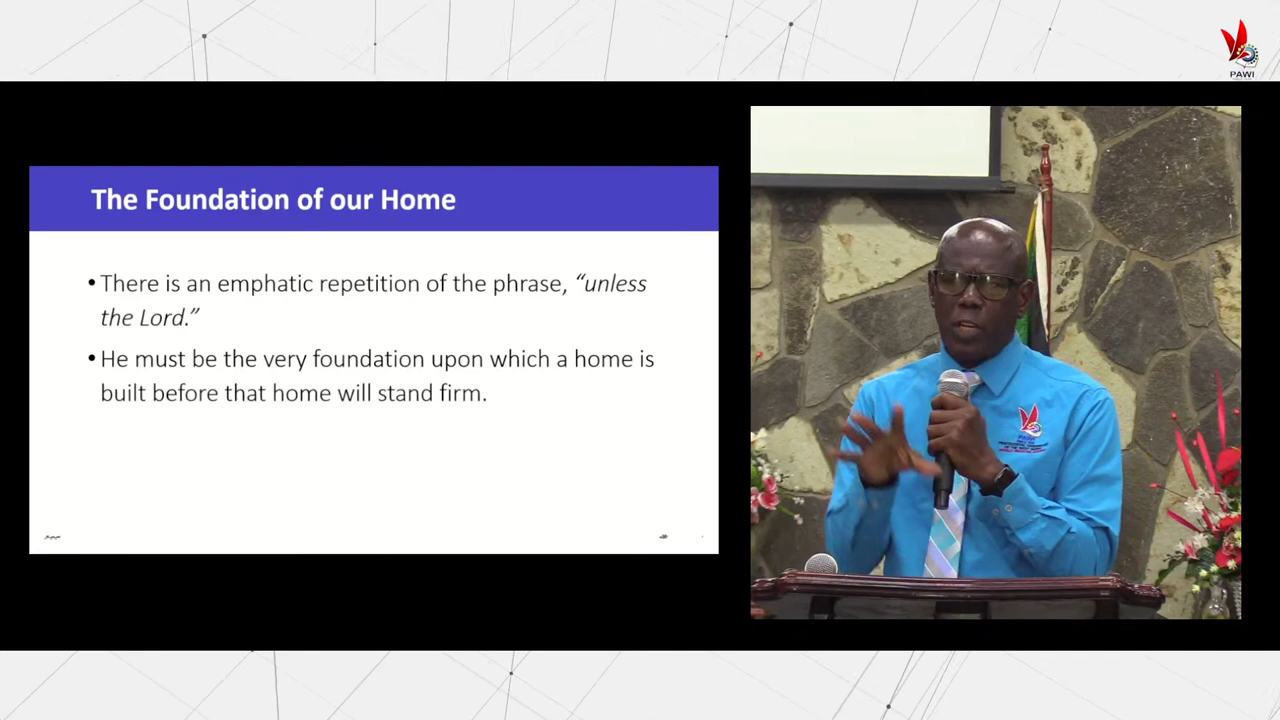 PAWI
The Foundation of our Home
•There is an emphatic repetition of the phrase, “unless
the Lord.”
•He must be the very foundation upon which a home is
built before that home will stand firm.
PAWI